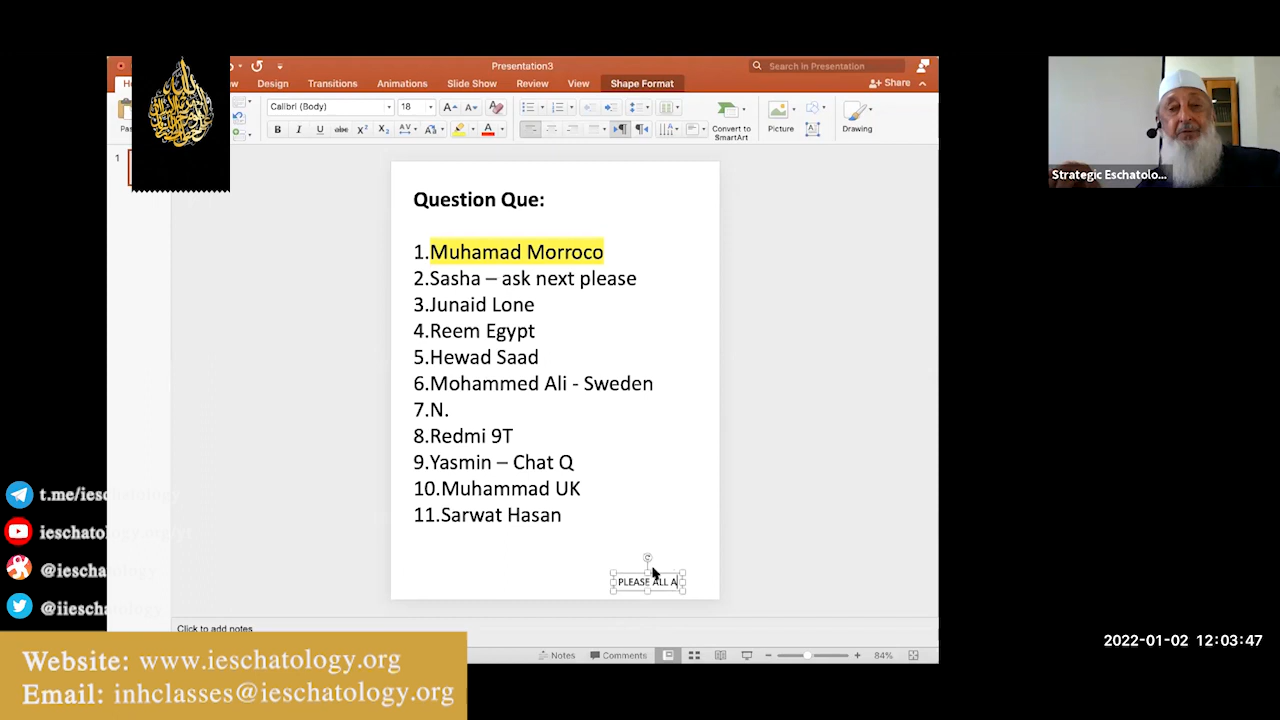 Presentation3
Search in Presentation
Design
Transitions
Animations
Slide Show
Review
View
Shape Format
Share
Calibri (Body)
18
Convert to
SmartArt
Picture
Drawing
Strategic Eschatolo...
1
Question Que:
1.Muhamad Morroco
2.Sasha – ask next please
3.Junaid Lone
4.Reem Egypt
5.Hewad Saad
6.Mohammed Ali - Sweden
7.N.
8.Redmi 9T
9.Yasmin – Chat Q
10.Muhammad UK
11.Sarwat Hasan
PLEASE ALL A
t.me/ieschatology
ieschatology.org/yt
@ieschatology
@iieschatology
Click to add notes
Notes
Comments
84%
2022-01-02 12:03:47
Website: www.ieschatology.org
Email: inhclasses@ieschatology.org